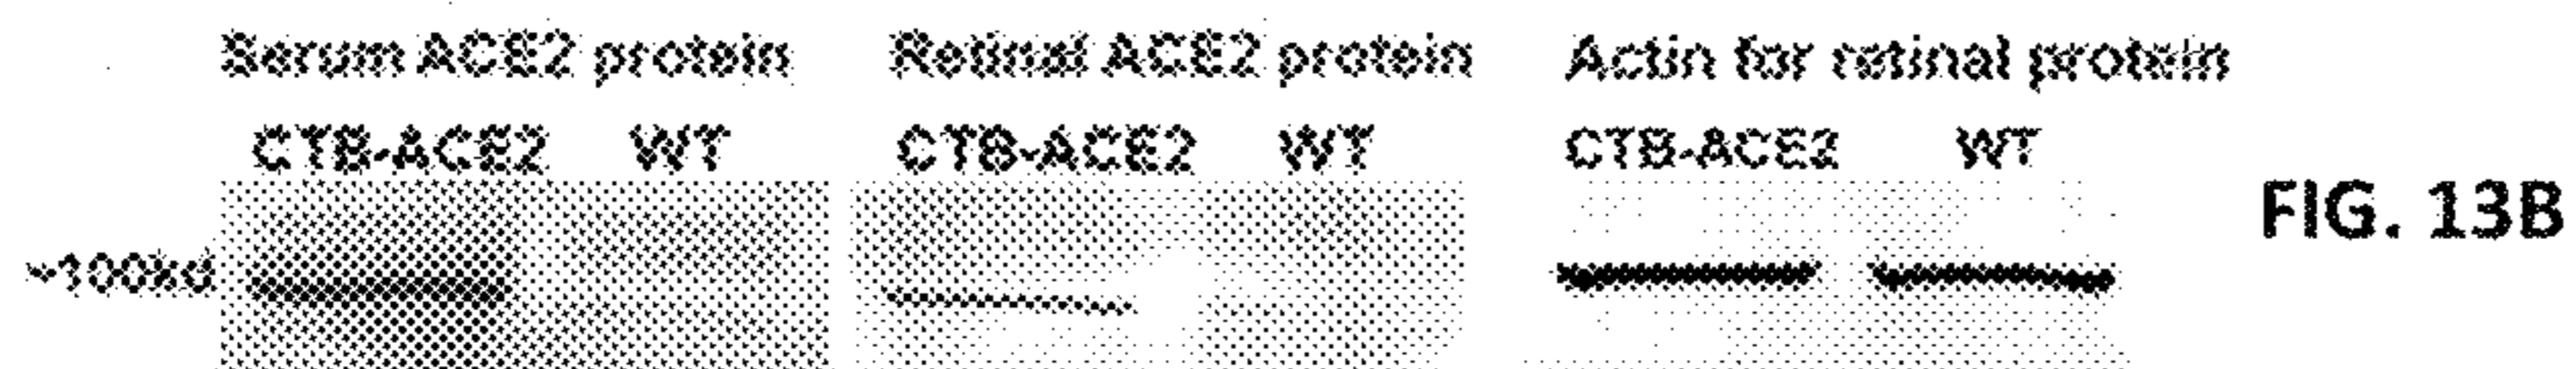 Serum ACE2 protein Retinal ACE2 protein Actin for retinal protein
CTB-ACE2 WT CTB-ACE2 WT CTB-ACE2 WT
~100kd
FIG. 13B